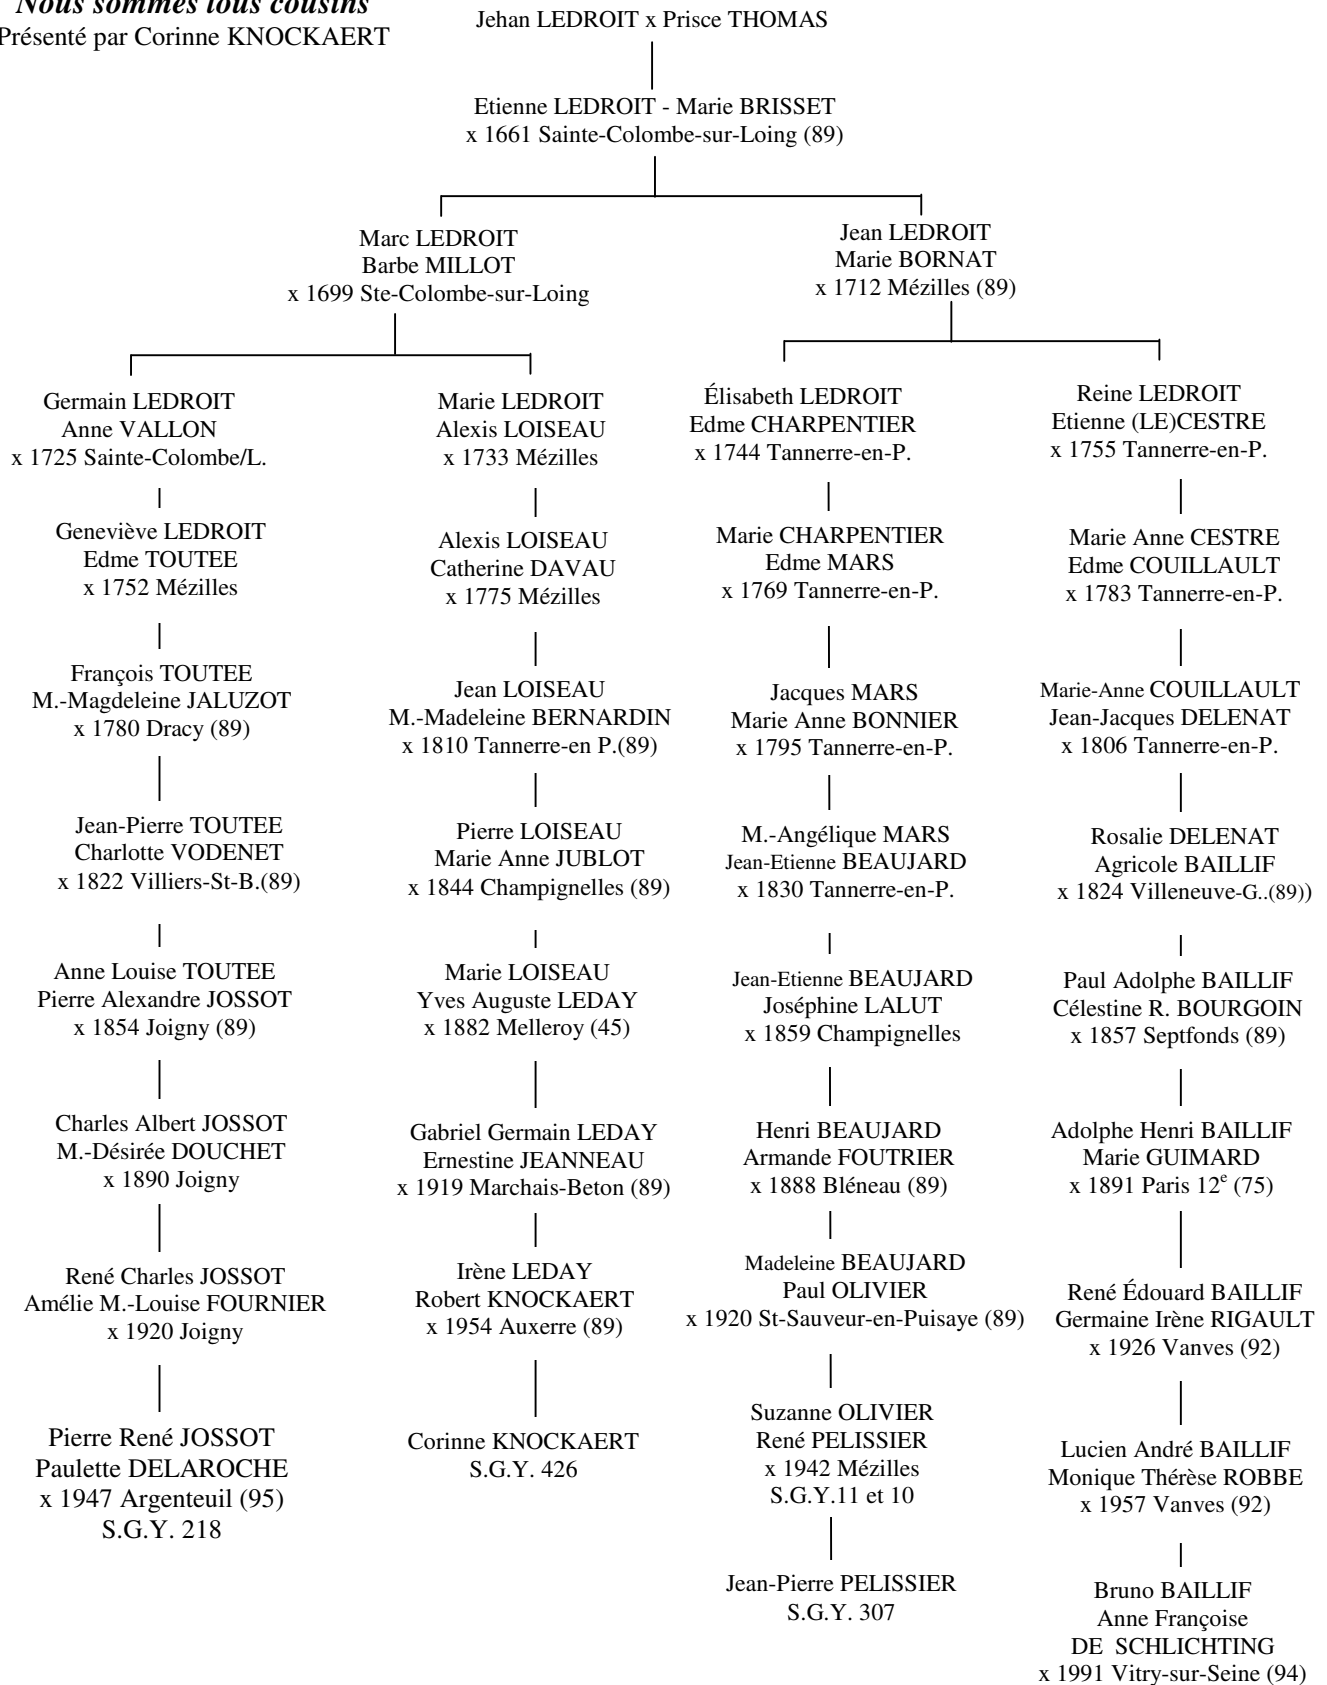 Nous sommes tous cousins
Présenté par Corinne KNOCKAERT
Jehan LEDROIT x Prisce THOMAS
Etienne LEDROIT - Marie BRISSET
x 1661 Sainte-Colombe-sur-Loing (89)
Marc LEDROIT
Barbe MILLOT
x 1699 Ste-Colombe-sur-Loing
Jean LEDROIT
Marie BORNAT
x 1712 Mézilles (89)
Germain LEDROIT
Anne VALLON
x 1725 Sainte-Colombe/L.
Geneviève LEDROIT
Edme TOUTEE
x 1752 Mézilles
François TOUTEE
M.-Magdeleine JALUZOT
x 1780 Dracy (89)
Jean-Pierre TOUTEE
Charlotte VODENET
x 1822 Villiers-St-B.(89)
Anne Louise TOUTEE
Pierre Alexandre JOSSOT
x 1854 Joigny (89)
Charles Albert JOSSOT
M.-Désirée DOUCHET
x 1890 Joigny
René Charles JOSSOT
Amélie M.-Louise FOURNIER
x 1920 Joigny
Pierre René JOSSOT
Paulette DELAROCHE
x 1947 Argenteuil (95)
S.G.Y. 218
Marie LEDROIT
Alexis LOISEAU
x 1733 Mézilles
Alexis LOISEAU
Catherine DAVAU
x 1775 Mézilles
Jean LOISEAU
M.-Madeleine BERNARDIN
x 1810 Tannerre-en P.(89)
Pierre LOISEAU
Marie Anne JUBLOT
x 1844 Champignelles (89)
Marie LOISEAU
Yves Auguste LEDAY
x 1882 Melleroy (45)
Gabriel Germain LEDAY
Ernestine JEANNEAU
x 1919 Marchais-Beton (89)
Irène LEDAY
Robert KNOCKAERT
x 1954 Auxerre (89)
Corinne KNOCKAERT
S.G.Y. 426
Élisabeth LEDROIT
Edme CHARPENTIER
x 1744 Tannerre-en-P.
Marie CHARPENTIER
Edme MARS
x 1769 Tannerre-en-P.
Jacques MARS
Marie Anne BONNIER
x 1795 Tannerre-en-P.
M.-Angélique MARS
Jean-Etienne BEAUJARD
x 1830 Tannerre-en-P.
Jean-Etienne BEAUJARD
Joséphine LALUT
x 1859 Champignelles
Henri BEAUJARD
Armande FOUTRIER
x 1888 Bléneau (89)
Madeleine BEAUJARD
Paul OLIVIER
x 1920 St-Sauveur-en-Puisaye (89)
Suzanne OLIVIER
René PELISSIER
x 1942 Mézilles
S.G.Y.11 et 10
Jean-Pierre PELISSIER
S.G.Y. 307
Reine LEDROIT
Etienne (LE)CESTRE
x 1755 Tannerre-en-P.
Marie Anne CESTRE
Edme COUILLAULT
x 1783 Tannerre-en-P.
Marie-Anne COUILLAULT
Jean-Jacques DELENAT
x 1806 Tannerre-en-P.
Rosalie DELENAT
Agricole BAILLIF
x 1824 Villeneuve-G..(89))
Paul Adolphe BAILLIF
Célestine R. BOURGOIN
x 1857 Septfonds (89)
Adolphe Henri BAILLIF
Marie GUIMARD
x 1891 Paris 12e (75)
René Édouard BAILLIF
Germaine Irène RIGAULT
x 1926 Vanves (92)
Lucien André BAILLIF
Monique Thérèse ROBBE
x 1957 Vanves (92)
Bruno BAILLIF
Anne Françoise
DE SCHLICHTING
x 1991 Vitry-sur-Seine (94)